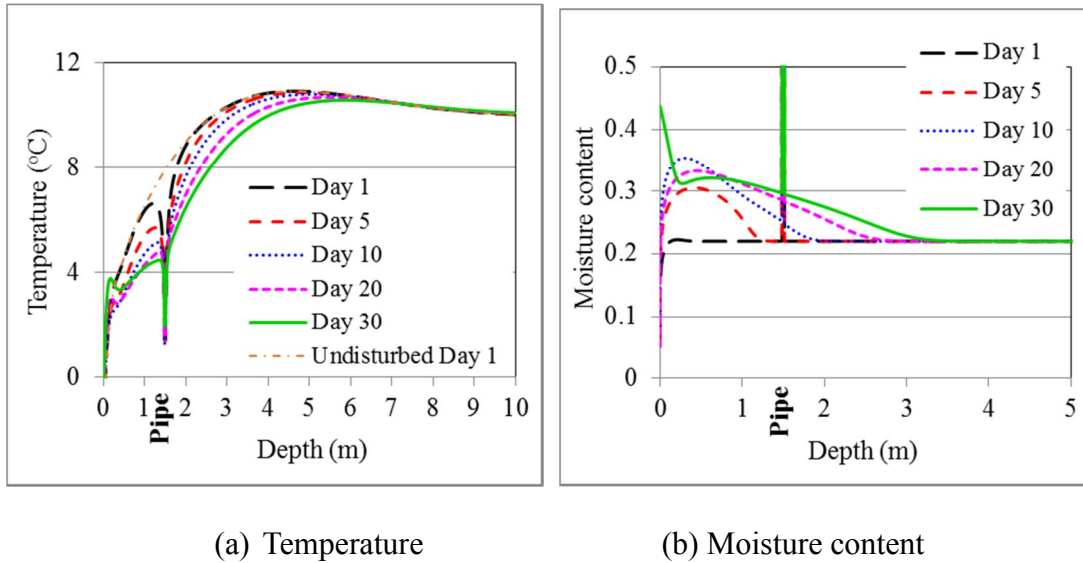 12
8
4
0
Temperature (°C)
Day 1
Day 5
Day 10
Day 20
Day 30
Undisturbed Day 1
0 1 2 3 4 5 6 7 8 9 10
Pipe
Depth (m)
0.5
0.4
0.3
0.2
0.1
0
Moisture content
Day 1
Day 5
Day 10
Day 20
Day 30
0 1 2 3 4 5
Pipe
Depth (m)
(a) Temperature
(b) Moisture content